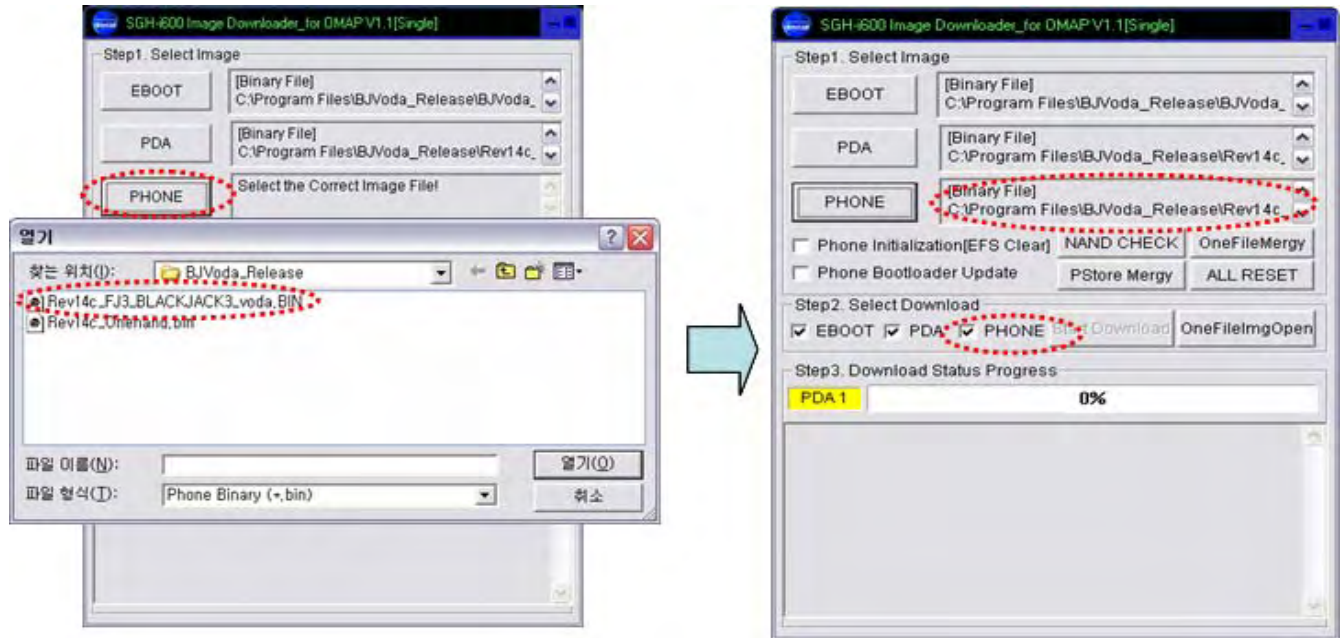 SGH-i600 Image Downloader_for OMAP V1.1[Single]
Step1. Select Image
EBOOT
[Binary File]
C:\Program Files\BJVoda_Release\BJVoda_
PDA
[Binary File]
C:\Program Files\BJVoda_Release\Rev14c_
PHONE
Select the Correct Image File!
열기
찾는 위치(I):
BJVoda_Release
Rev14c_FJ3_BLACKJACK3_voda.BIN
Rev14c_Onehand.bin
파일 이름(N):
열기(O)
파일 형식(T):
Phone Binary (*.bin)
취소
SGH-i600 Image Downloader_for OMAP V1.1[Single]
Step1. Select Image
EBOOT
[Binary File]
C:\Program Files\BJVoda_Release\BJVoda_
PDA
[Binary File]
C:\Program Files\BJVoda_Release\Rev14c_
PHONE
[Binary File]
C:\Program Files\BJVoda_Release\Rev14c_
Phone Initialization[EFS Clear]
NAND CHECK
OneFileMergy
Phone Bootloader Update
PStore Mergy
ALL RESET
Step2. Select Download
EBOOT
PDA
PHONE
Start Download
OneFileImgOpen
Step3. Download Status Progress
PDA 1
0%